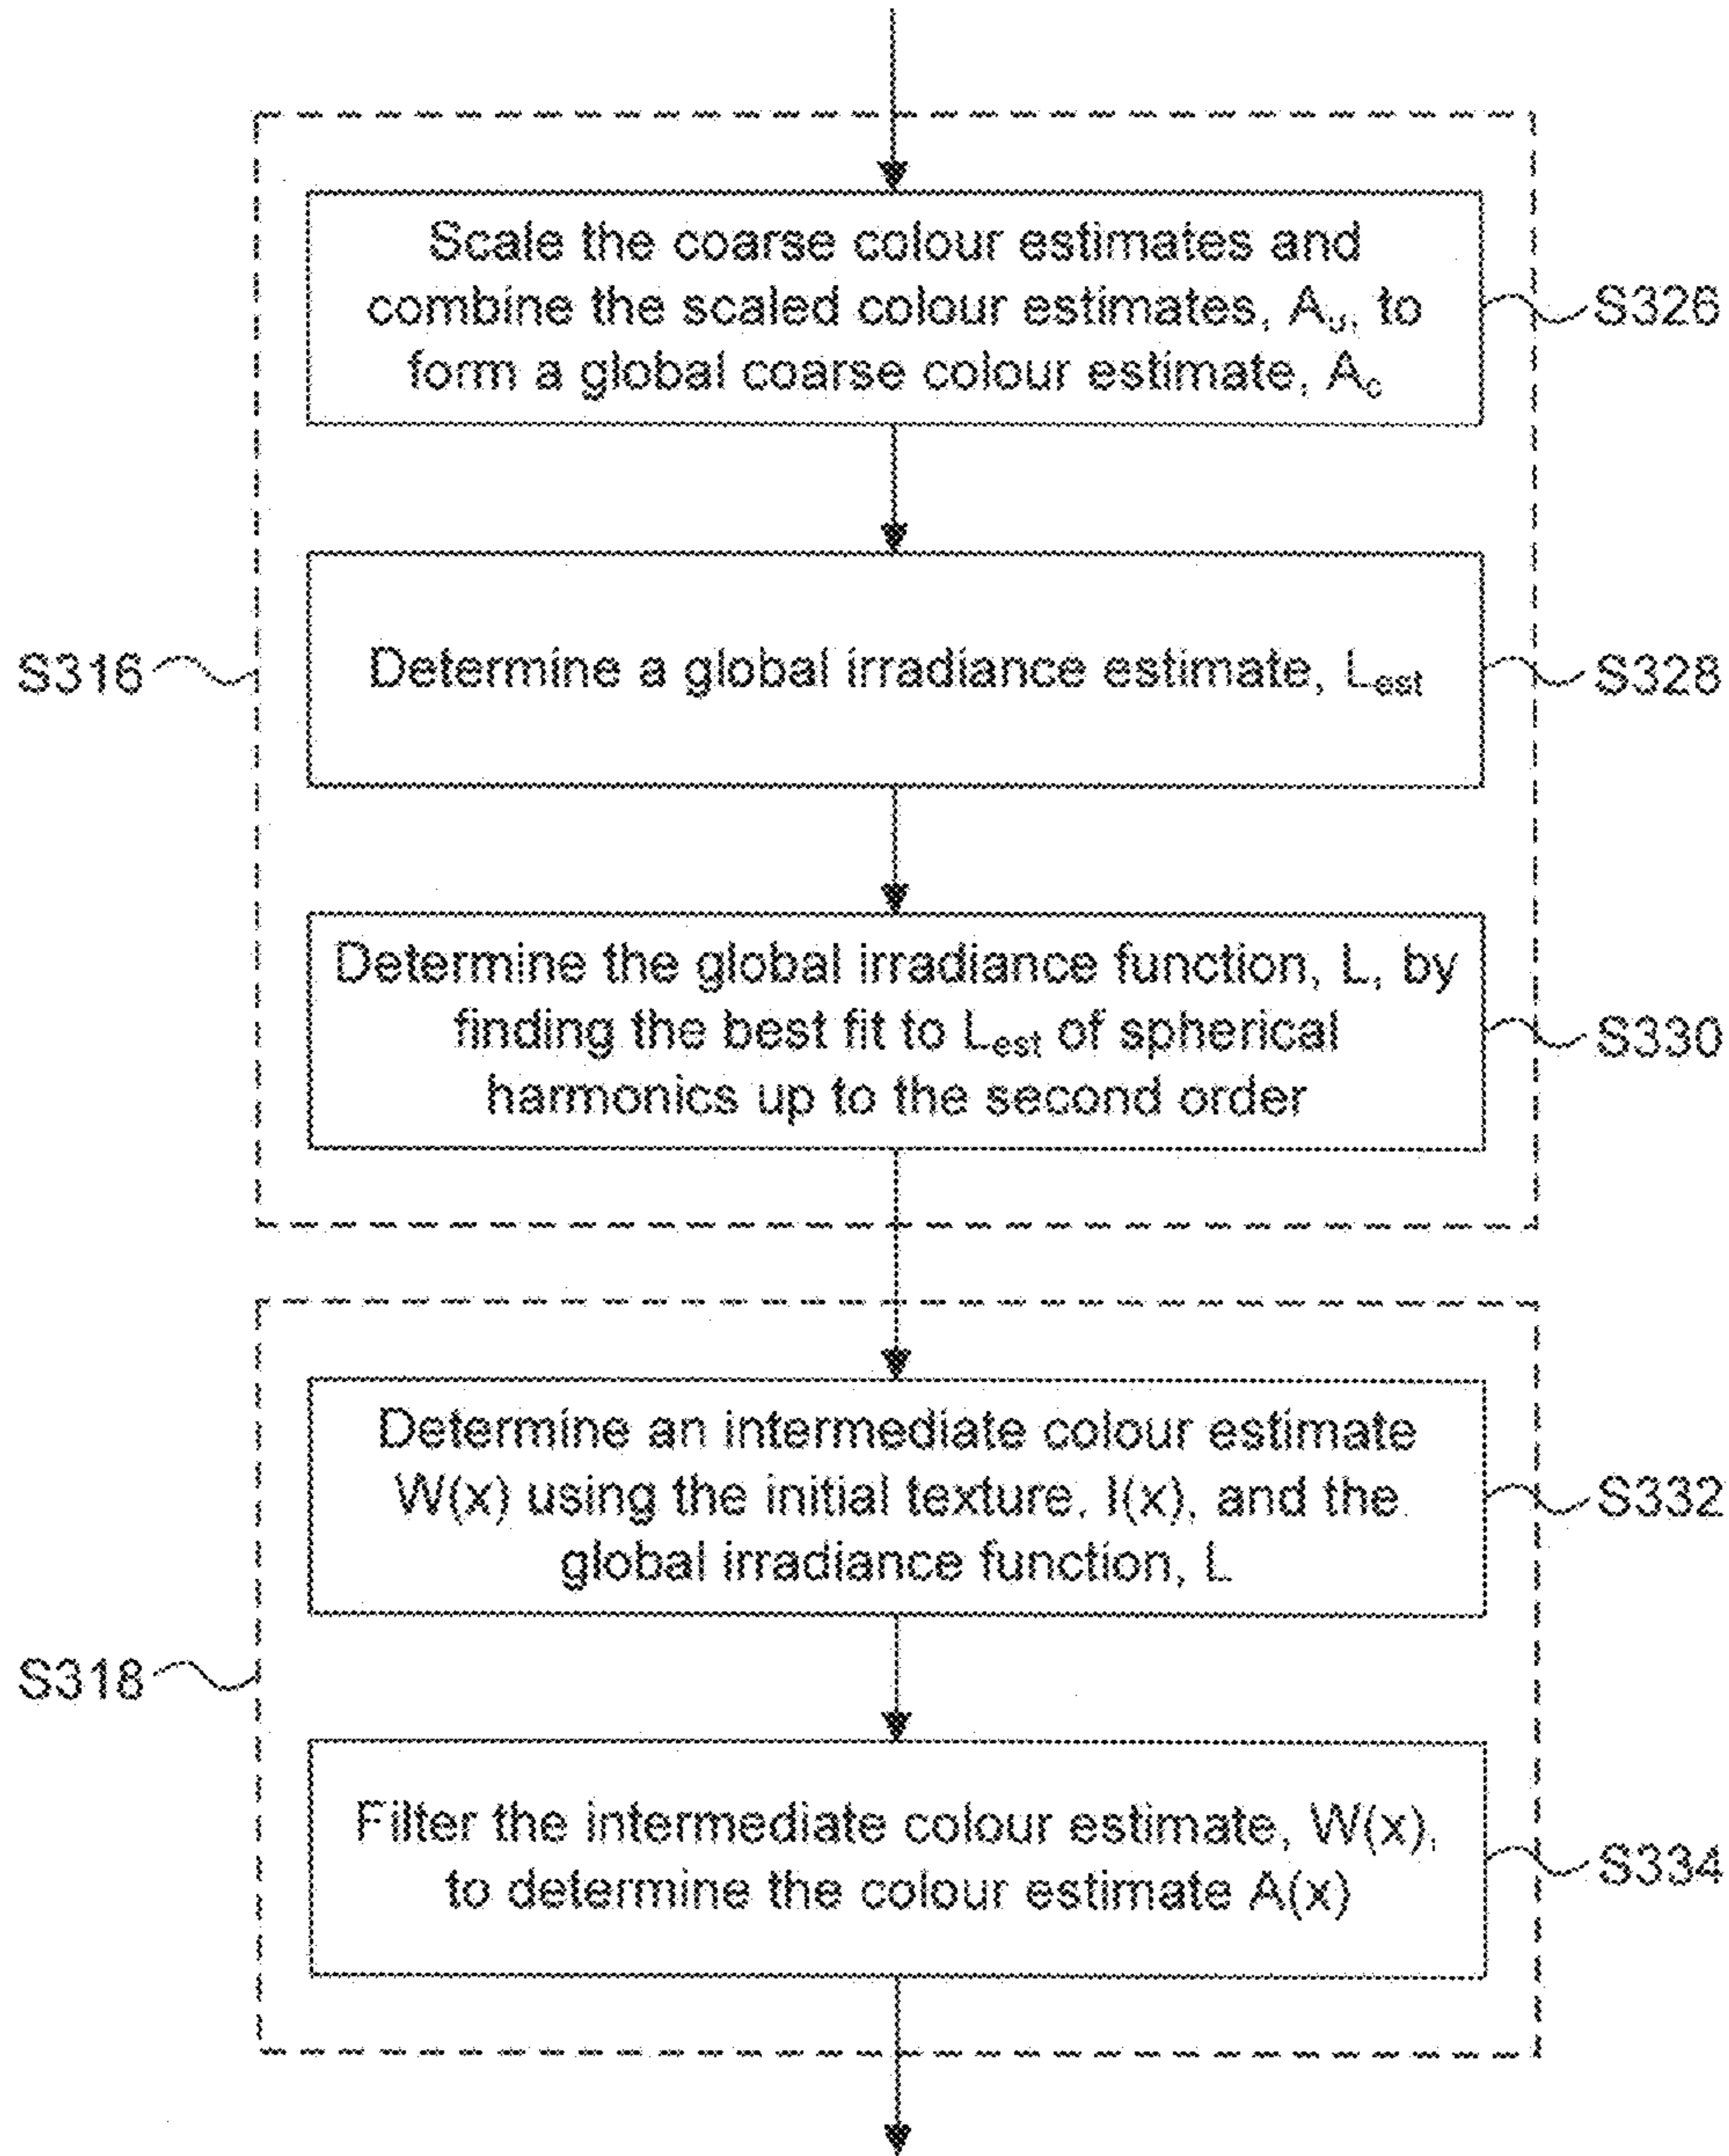 Scale the coarse colour estimates and
combine the scaled colour estimates, Aᵤ, to
form a global coarse colour estimate, A_c
S326
Determine a global irradiance estimate, L_est
S316
S328
Determine the global irradiance function, L, by
finding the best fit to L_est of spherical
harmonics up to the second order
S330
Determine an intermediate colour estimate
W(x) using the initial texture, I(x), and the
global irradiance function, L
S332
S318
Filter the intermediate colour estimate, W(x),
to determine the colour estimate A(x)
S334